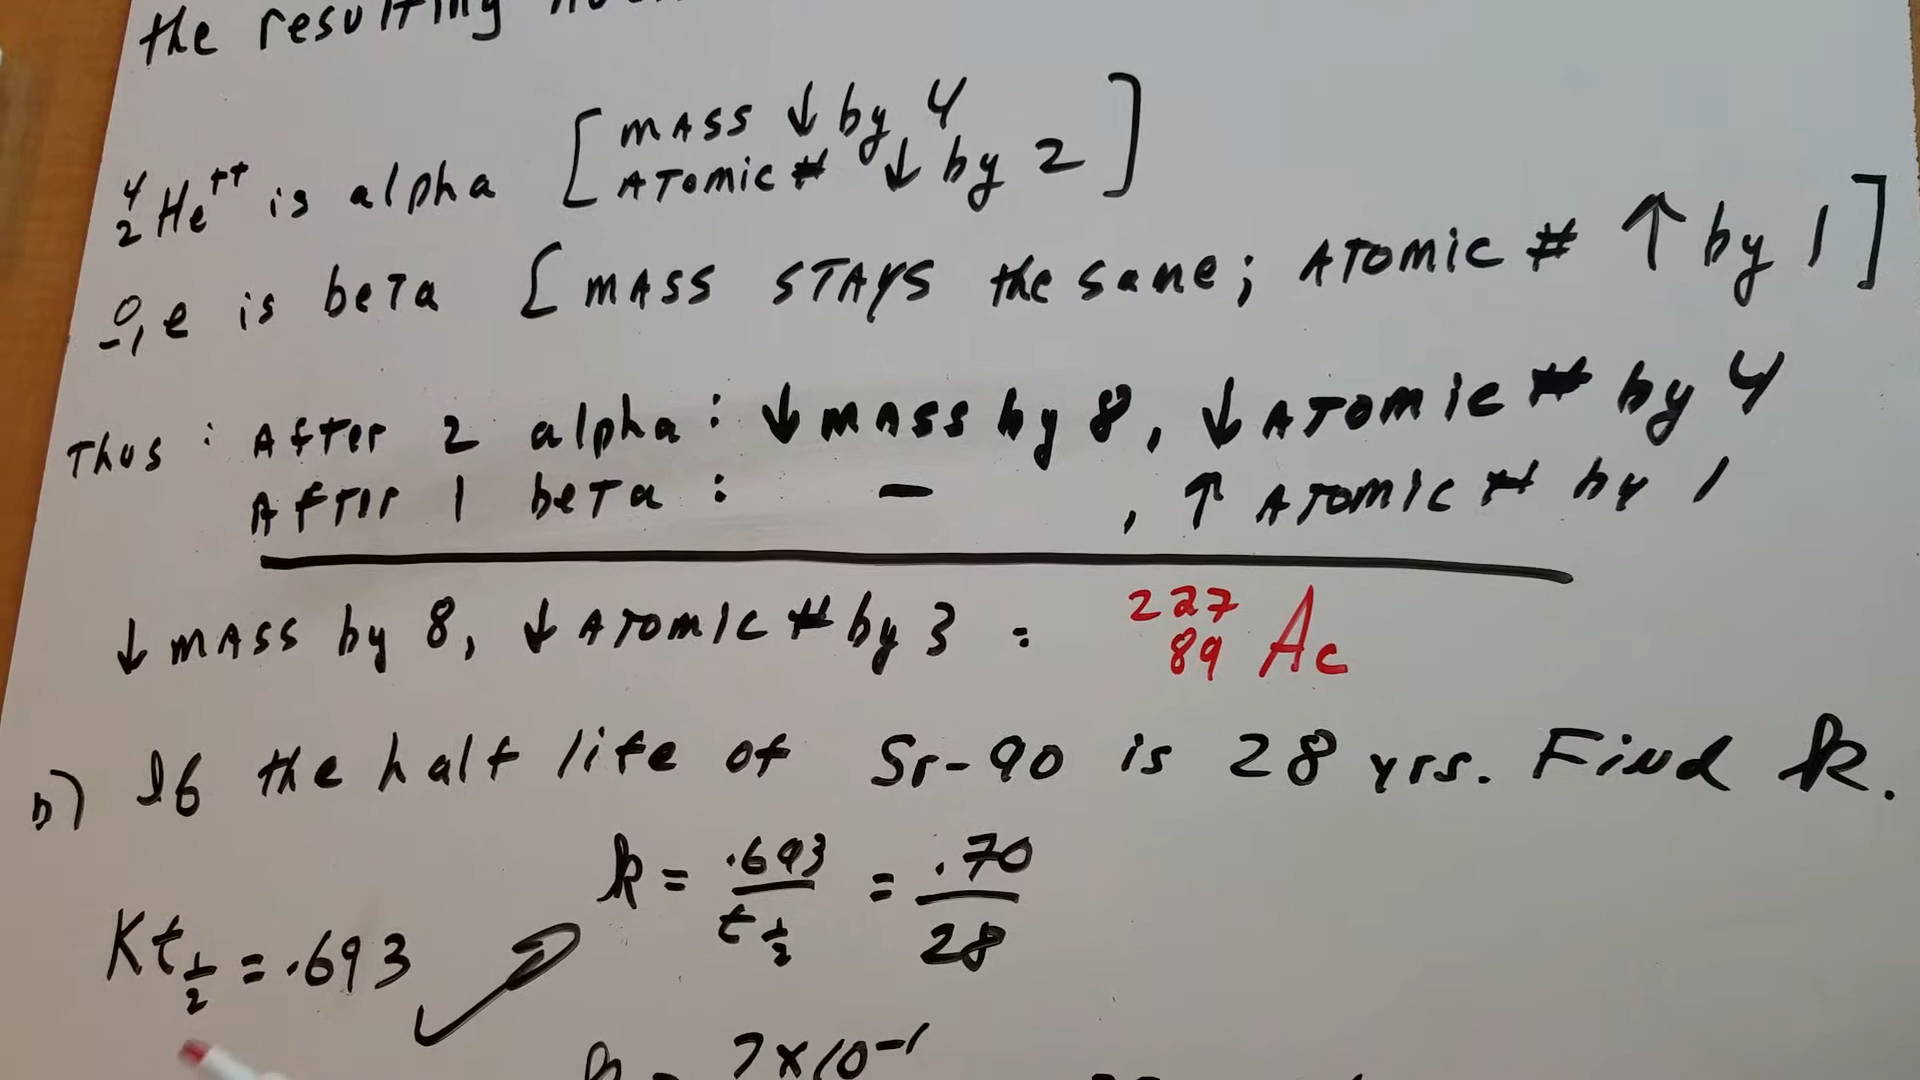 the resulting
⁴₂He⁺⁺ is alpha [ MASS ↓ by 4
ATOMIC # ↓ by 2 ]
⁰₋₁e is beta [ MASS STAYS the same; ATOMIC # ↑ by 1 ]
Thus : After 2 alpha : ↓ MASS by 8, ↓ ATOMIC # by 4
After 1 beta : - , ↑ ATOMIC # by 1
↓ MASS by 8, ↓ ATOMIC # by 3 = ²²⁷₈₉Ac
b) If the half life of Sr-90 is 28 yrs. Find k.
k = .693 / t½ = .70 / 28
Kt½ = .693
7 x 10⁻¹